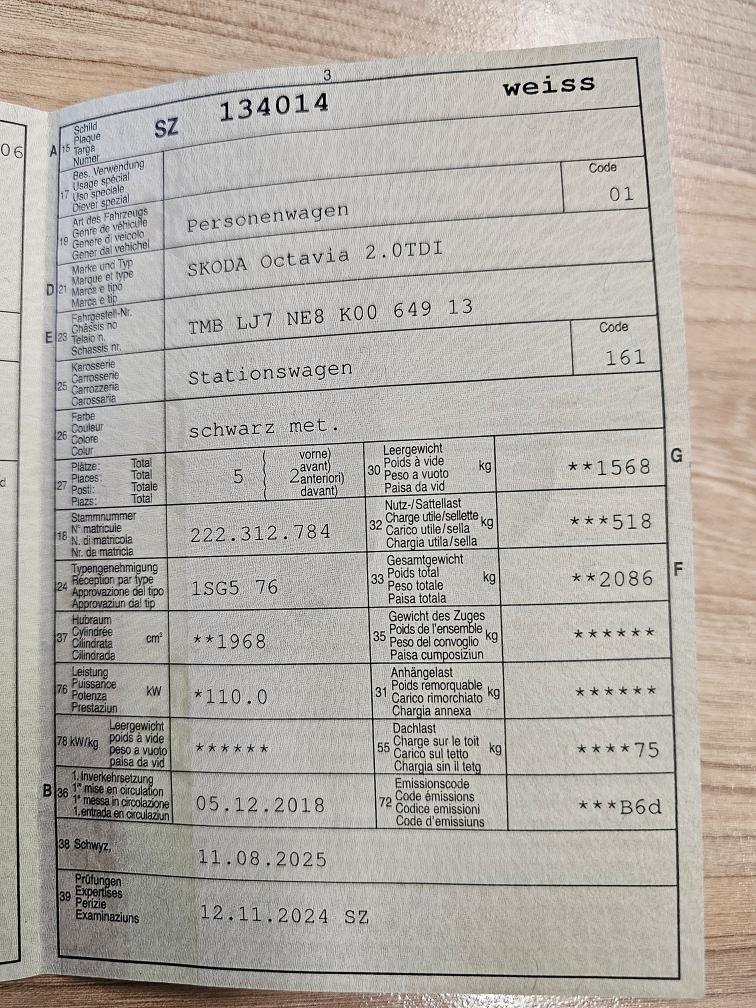 3
A 15 Schild
Plaque
Targa
Numer
SZ 134014 weiss
06
17 Bes. Verwendung
Usage spécial
Uso speciale
Diever spezial
19 Art des Fahrzeugs
Genre de véhicule
Genere di veicolo
Gener dal vehichel
Personenwagen
Code
01
D 21 Marke und Typ
Marque et type
Marca e tipo
Marca e tip
SKODA Octavia 2.0TDI
E 23 Fahrgestell-Nr.
Châssis no
Telaio n.
Schassis nr.
TMB LJ7 NE8 K00 649 13
25 Karosserie
Carrosserie
Carrozzeria
Carossaria
Stationswagen
Code
161
26 Farbe
Couleur
Colore
Colur
schwarz met.
27 Plätze: Total
Places: Total
Posti: Totale
Plazs: Total
5
2
vorne)
avant)
anteriori)
davant)
30 Leergewicht
Poids à vide
Peso a vuoto
Paisa da vid
kg
**1568
G
18 Stammnummer
N° matricule
N. di matricola
Nr. da matricla
222.312.784
32 Nutz-/Sattellast
Charge utile/sellette
Carico utile/sella
Chargia utila/sella
kg
***518
24 Typengenehmigung
Réception par type
Approvazione del tipo
Approvaziun dal tip
1SG5 76
33 Gesamtgewicht
Poids total
Peso totale
Paisa totala
kg
**2086
F
37 Hubraum
Cylindrée
Cilindrata
Cilindrada
cm³
**1968
35 Gewicht des Zuges
Poids de l'ensemble
Peso del convoglio
Paisa cumposiziun
kg
******
76 Leistung
Puissance
Potenza
Prestaziun
kW
*110.0
31 Anhängelast
Poids remorquable
Carico rimorchiato
Chargia annexa
kg
******
78 kW/kg
Leergewicht
poids à vide
peso a vuoto
paisa da vid
******
55 Dachlast
Charge sur le toit
Carico sul tetto
Chargia sin il tetg
kg
****75
B 36 1. Inverkehrsetzung
1re mise en circulation
1a messa in circolazione
1. entrada en circulaziun
05.12.2018
72 Emissionscode
Code émissions
Codice emissioni
Code d'emissiuns
***B6d
38 Schwyz,
11.08.2025
39 Prüfungen
Expertises
Perizie
Examinaziuns
12.11.2024 SZ